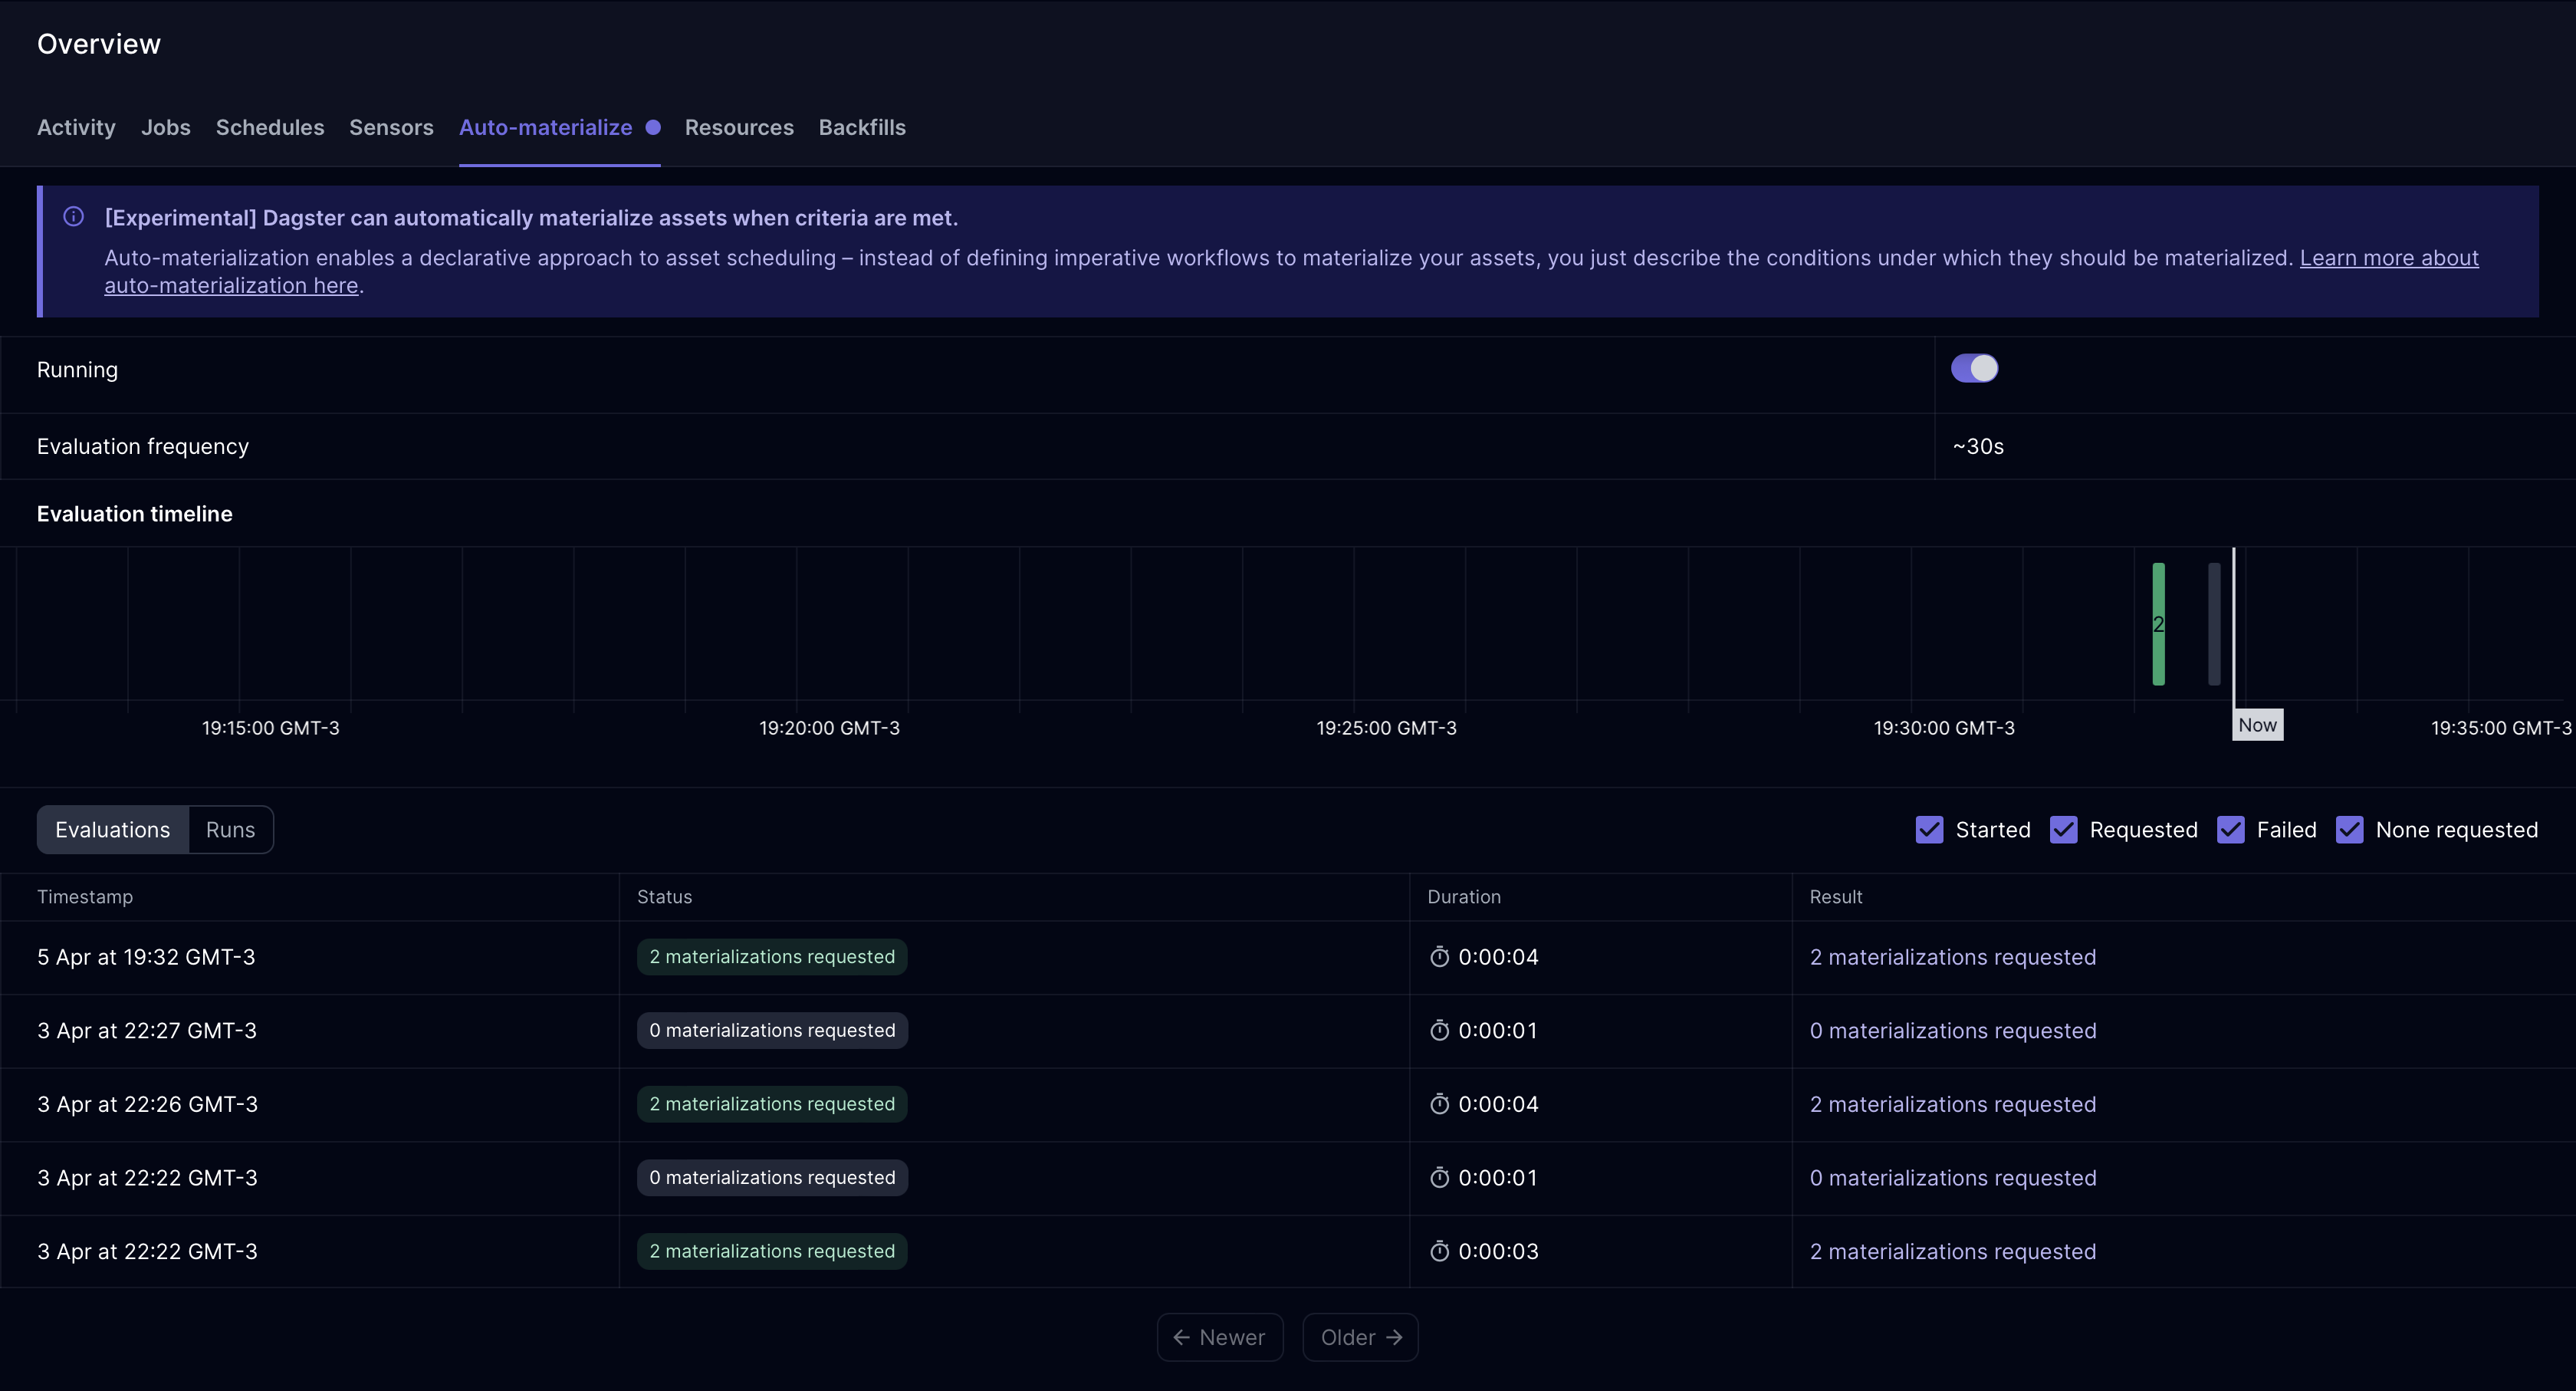 Overview
Activity Jobs Schedules Sensors Auto-materialize Resources Backfills
[Experimental] Dagster can automatically materialize assets when criteria are met.
Auto-materialization enables a declarative approach to asset scheduling – instead of defining imperative workflows to materialize your assets, you just describe the conditions under which they should be materialized. Learn more about
auto-materialization here.
Running
Evaluation frequency ~30s
Evaluation timeline
2
19:15:00 GMT-3 19:20:00 GMT-3 19:25:00 GMT-3 19:30:00 GMT-3 Now 19:35:00 GMT-3
Evaluations Runs Started Requested Failed None requested
Timestamp Status Duration Result
5 Apr at 19:32 GMT-3 2 materializations requested 0:00:04 2 materializations requested
3 Apr at 22:27 GMT-3 0 materializations requested 0:00:01 0 materializations requested
3 Apr at 22:26 GMT-3 2 materializations requested 0:00:04 2 materializations requested
3 Apr at 22:22 GMT-3 0 materializations requested 0:00:01 0 materializations requested
3 Apr at 22:22 GMT-3 2 materializations requested 0:00:03 2 materializations requested
← Newer Older →